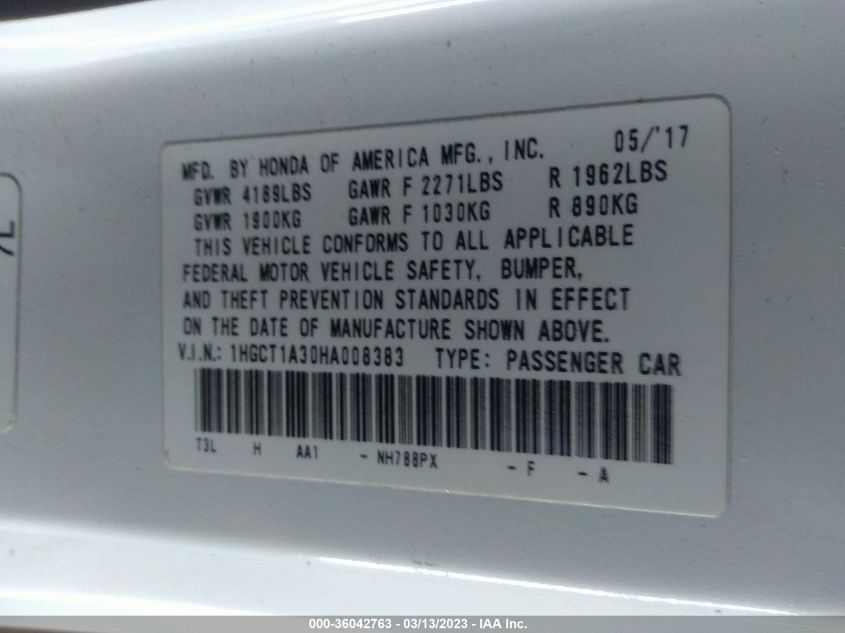 MFD. BY HONDA OF AMERICA MFG., INC. 05/'17
GVWR 4189LBS GAWR F 2271LBS R 1962LBS
GVWR 1900KG GAWR F 1030KG R 890KG
THIS VEHICLE CONFORMS TO ALL APPLICABLE
FEDERAL MOTOR VEHICLE SAFETY, BUMPER,
AND THEFT PREVENTION STANDARDS IN EFFECT
ON THE DATE OF MANUFACTURE SHOWN ABOVE.
V.I.N.: 1HGCT1A30HA008383 TYPE: PASSENGER CAR
T3L H AA1 - NH788PX - F - A
7L
000-36042763 - 03/13/2023 - IAA Inc.